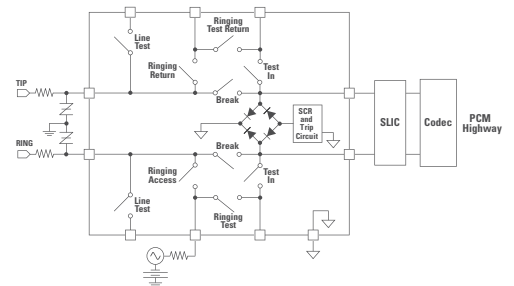 Ringing
Test Return
Line
Test
Ringing
Return
Test
In
TIP
Break
SCR
and
Trip
Circuit
SLIC
Codec
PCM
Highway
RING
Break
Ringing
Access
Test
In
Line
Test
Ringing
Test